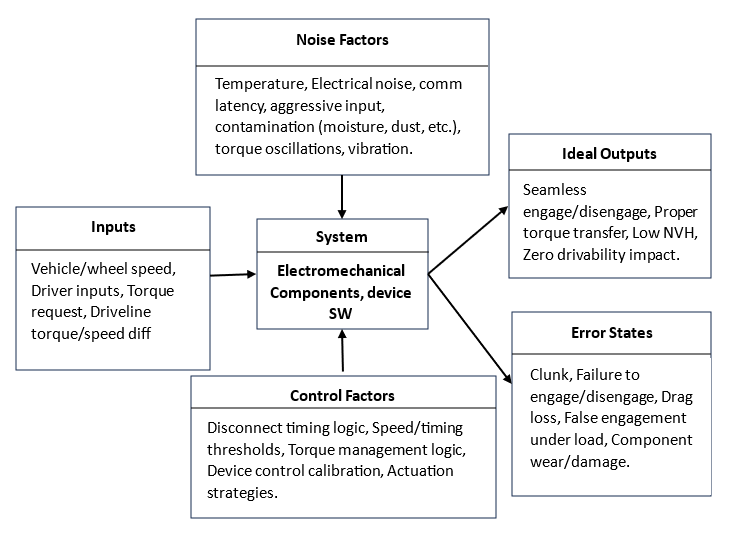 Noise Factors
Temperature, Electrical noise, comm
latency, aggressive input,
contamination (moisture, dust, etc.),
torque oscillations, vibration.
Ideal Outputs
Seamless
engage/disengage, Proper
torque transfer, Low NVH,
Zero drivability impact.
Inputs
Vehicle/wheel speed,
Driver inputs, Torque
request, Driveline
torque/speed diff
System
Electromechanical
Components, device
SW
Error States
Clunk, Failure to
engage/disengage, Drag
loss, False engagement
under load, Component
wear/damage.
Control Factors
Disconnect timing logic, Speed/timing
thresholds, Torque management logic,
Device control calibration, Actuation
strategies.